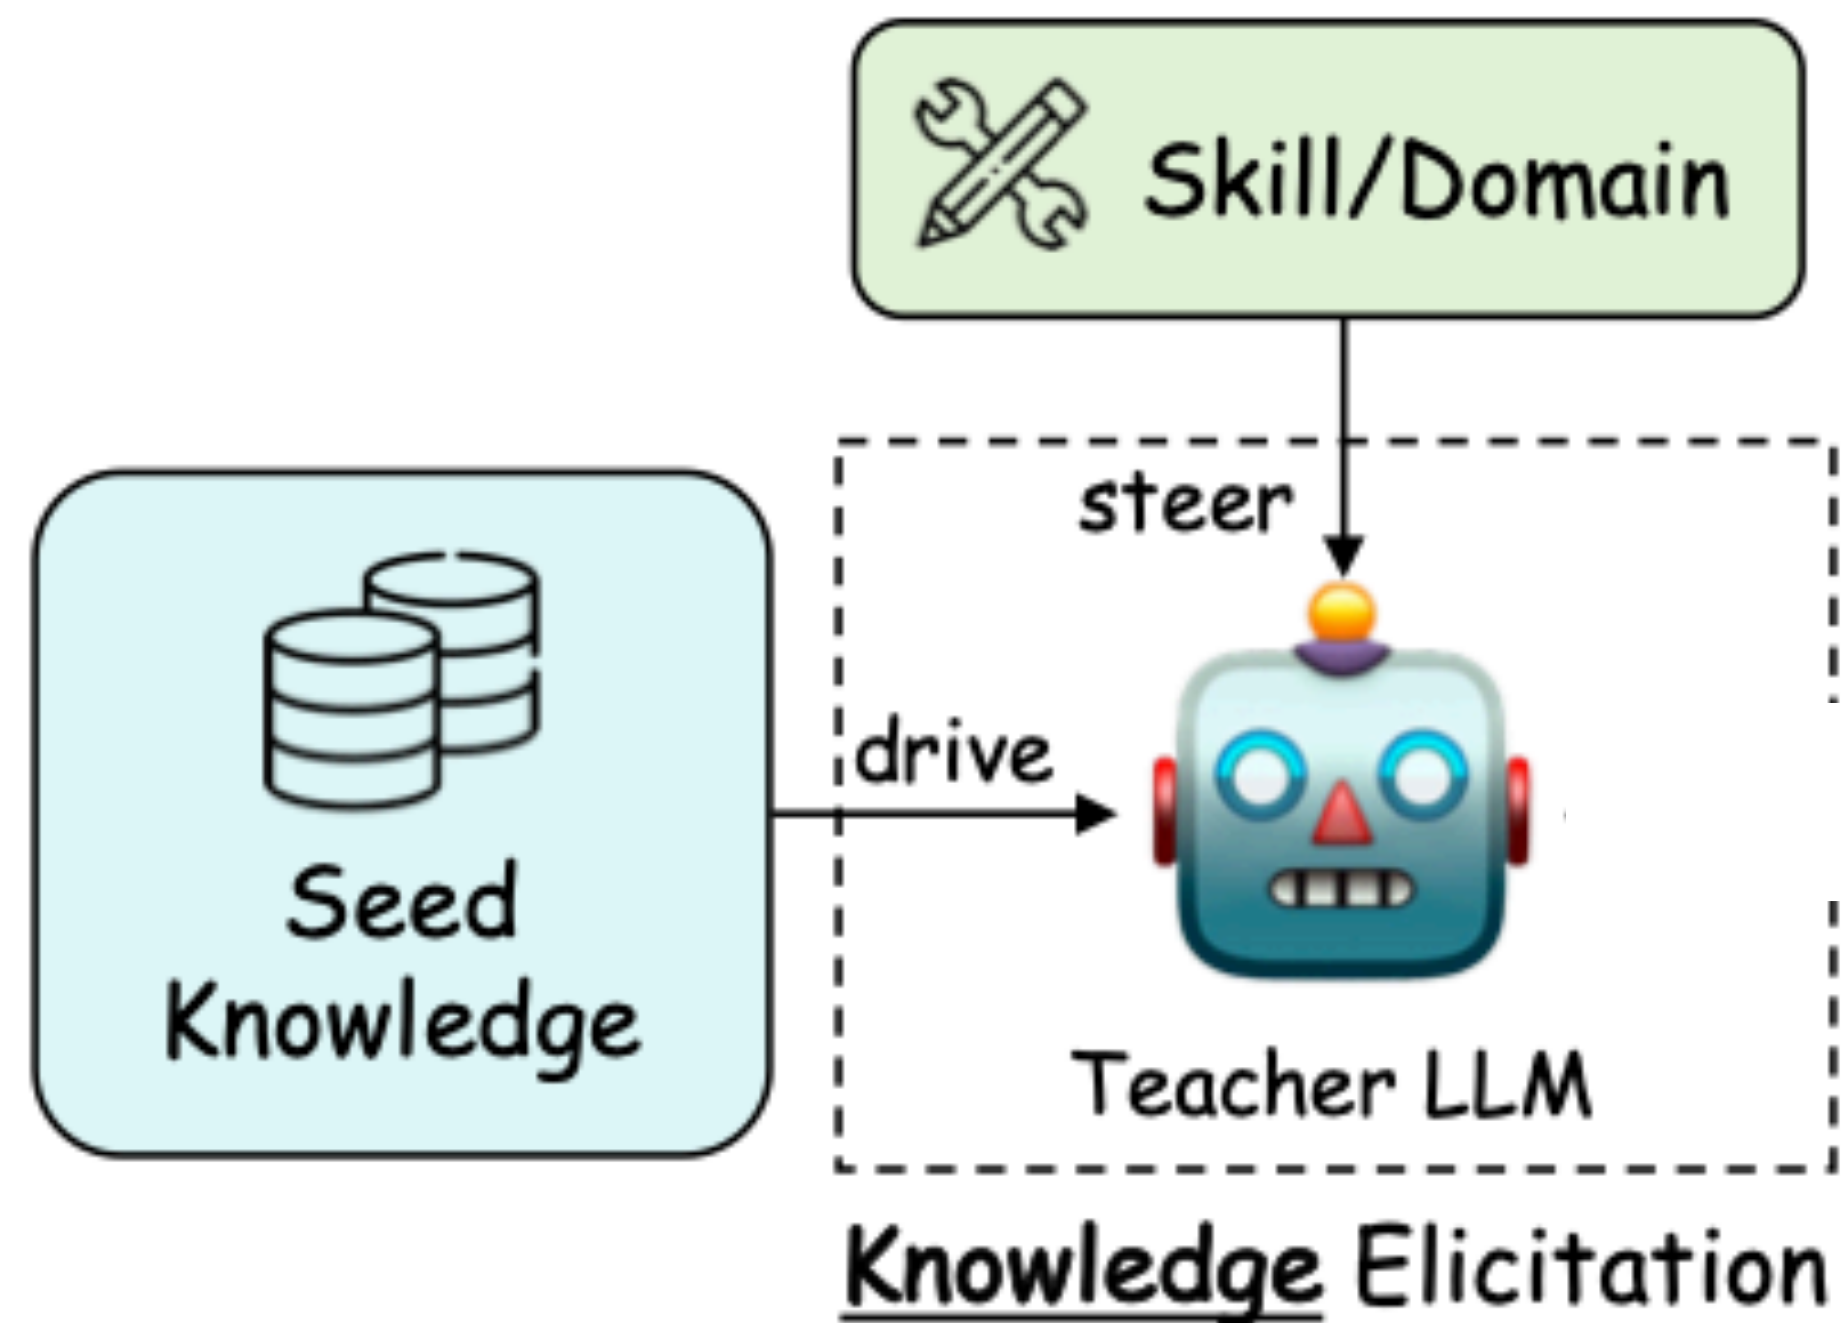 Skill/Domain
steer
drive
Seed
Knowledge
Teacher LLM
Knowledge Elicitation